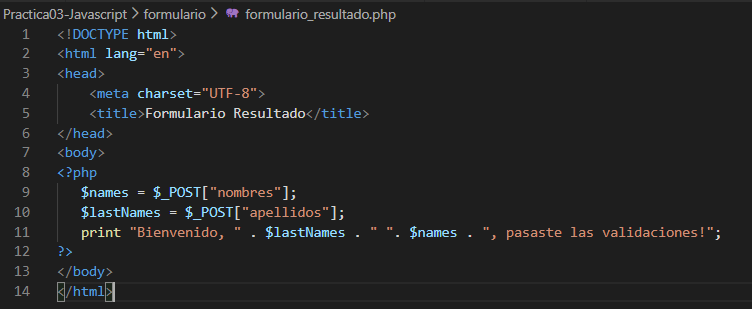 Practica03-Javascript > formulario > formulario_resultado.php
1 <!DOCTYPE html>
2 <html lang="en">
3 <head>
4 <meta charset="UTF-8">
5 <title>Formulario Resultado</title>
6 </head>
7 <body>
8 <?php
9 $names = $_POST["nombres"];
10 $lastNames = $_POST["apellidos"];
11 print "Bienvenido, " . $lastNames . " ". $names . ", pasaste las validaciones!";
12 ?>
13 </body>
14 </html>